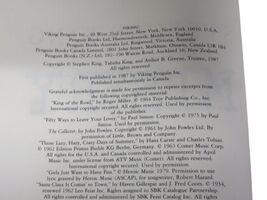 VIKING
Viking Penguin Inc., 40 West 23rd Street, New York, New York 10010, U.S.A.
Penguin Books Ltd, Harmondsworth, Middlesex, England
Penguin Books Australia Ltd, Ringwood, Victoria, Australia
Penguin Books Canada Limited, 2801 John Street, Markham, Ontario, Canada L3R 1B4
Penguin Books (N.Z.) Ltd, 182–190 Wairau Road, Auckland 10, New Zealand
Copyright © Stephen King, Tabitha King, and Arthur B. Greene, Trustee, 1987
All rights reserved
First published in 1987 by Viking Penguin Inc.
Published simultaneously in Canada
Grateful acknowledgment is made for permission to reprint excerpts from
the following copyrighted material:
"King of the Road," by Roger Miller. © 1964 Tree Publishing Co., Inc.
International copyright secured. All rights reserved. Used by permission
of the publisher.
"Fifty Ways to Leave Your Lover," by Paul Simon. Copyright © 1975 by Paul
Simon. Used by permission.
The Collector, by John Fowles. Copyright © 1963 by John Fowles Ltd. By
permission of Little, Brown and Company.
"Those Lazy, Hazy, Crazy Days of Summer," by Hans Carste and Charles Tobias.
© 1962 Edition Primus Rudolf Slezak Berlin, Germany. © 1963 Comet Music Corp.
All rights for the U.S.A. and Canada controlled and administered by April
Music Inc. under license from ATV Music (Comet). All rights reserved.
International copyright secured. Used by permission.
"Girls Just Want to Have Fun." © Heroic Music 1979. Permission to use
lyric granted by Heroic Music (ASCAP), for songwriter, Robert Hazard.
"Santa Claus Is Comin' to Town," by Haven Gillespie and J. Fred Coots. © 1934,
renewed 1962 Leo Feist Inc. Rights assigned to SBK Catalogue Partnership.
All rights controlled and administered by SBK Feist Catalog Inc. All rights